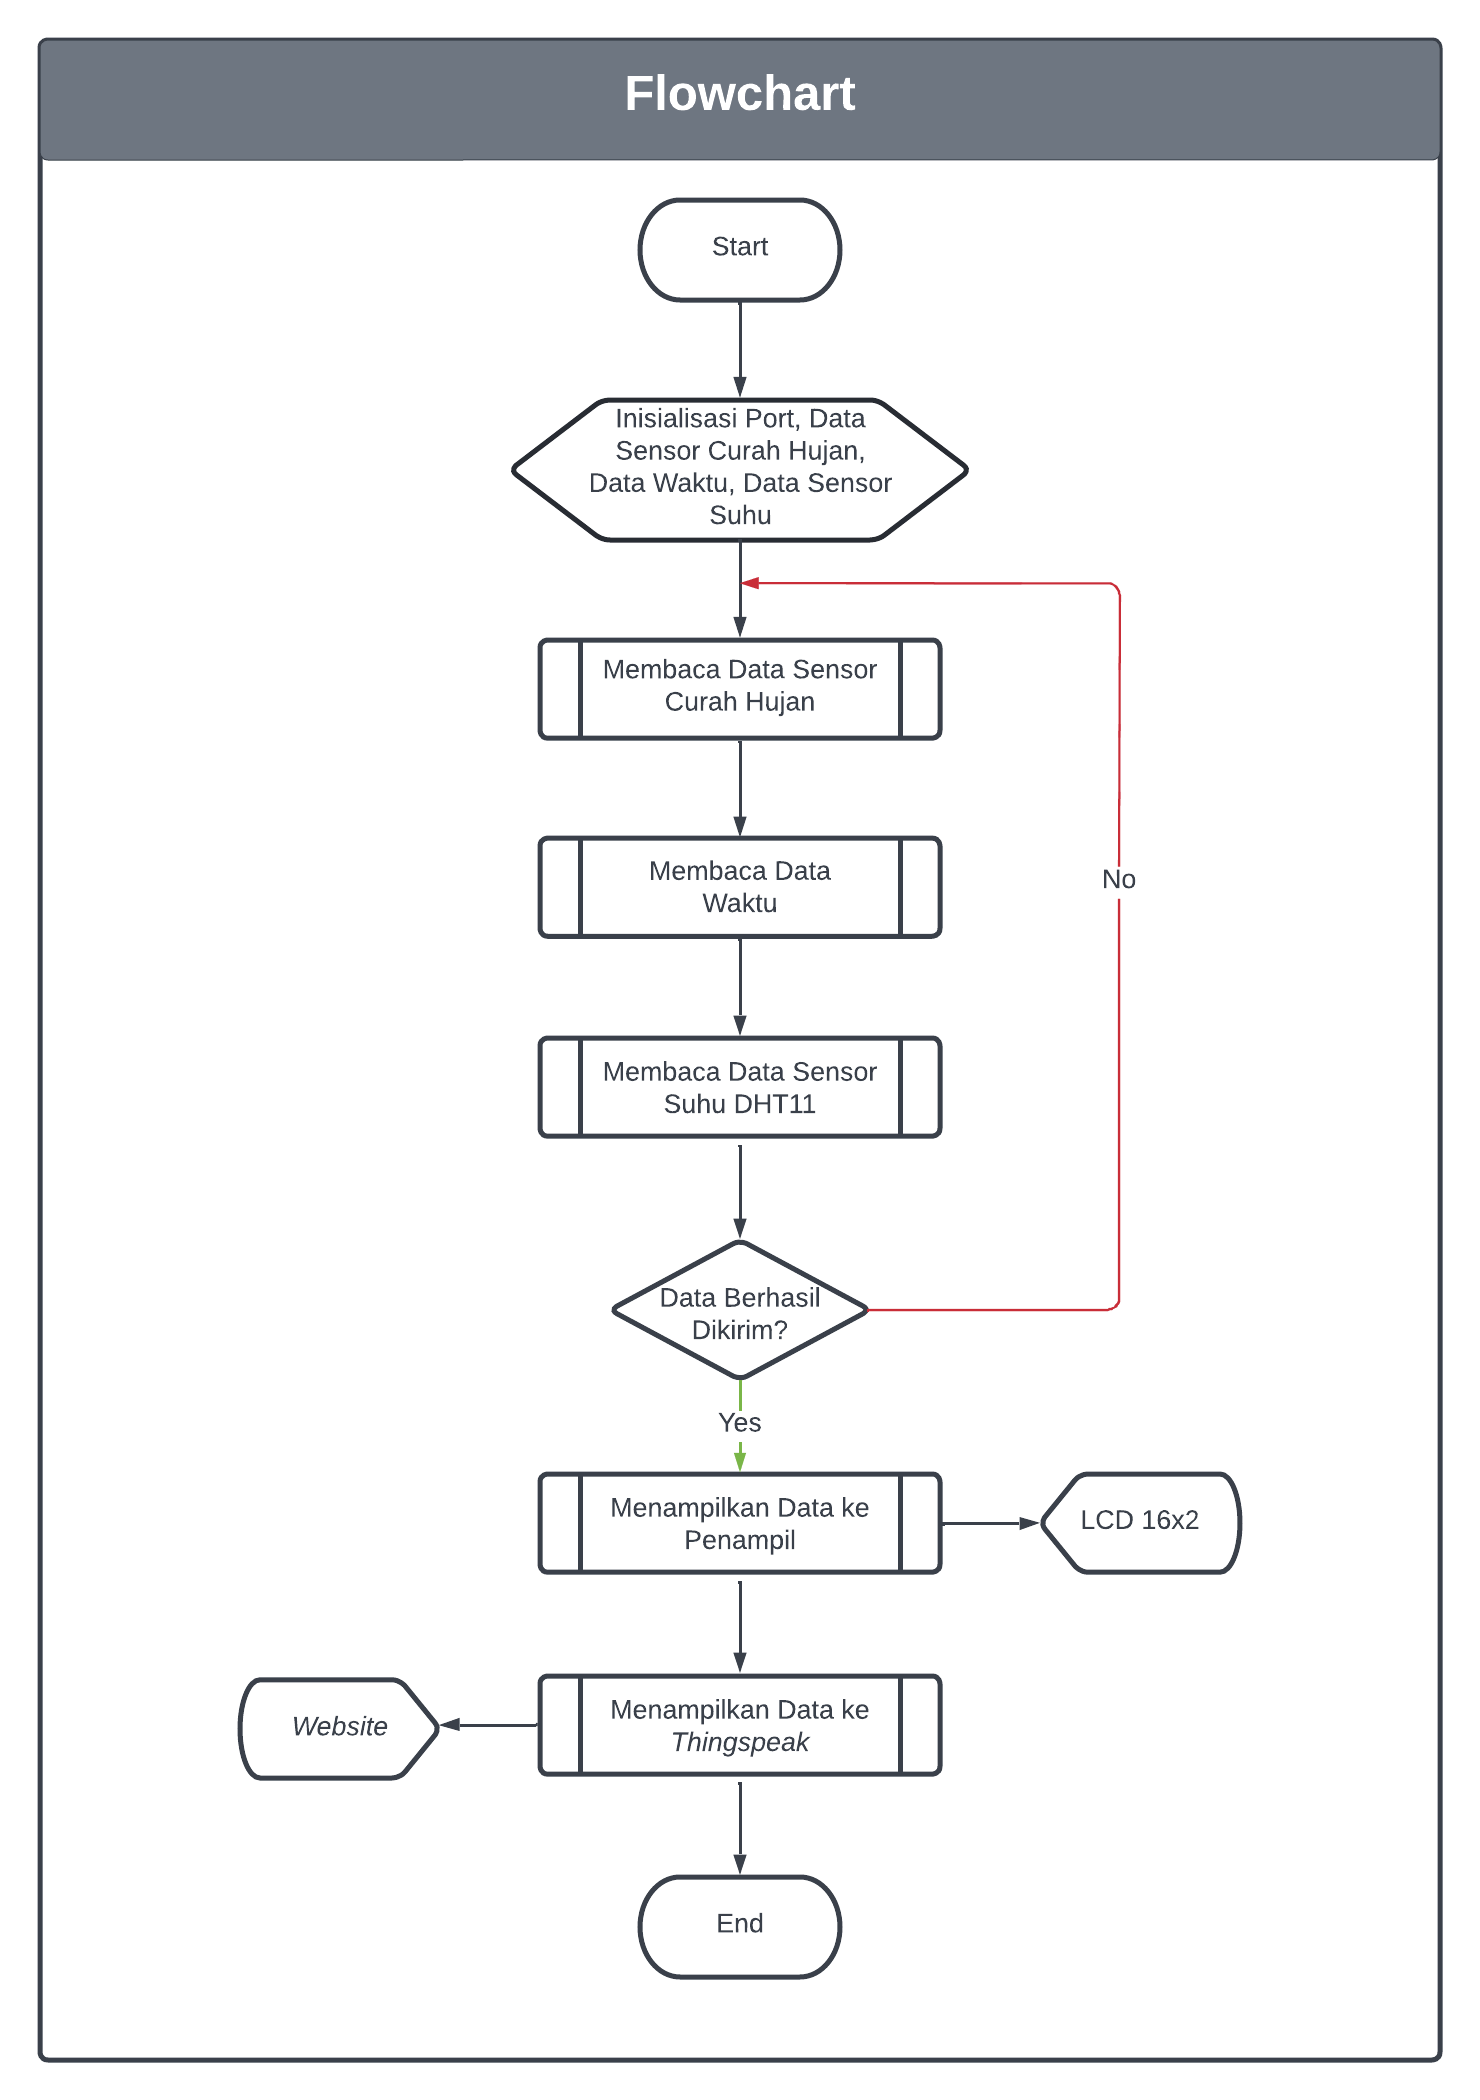 Flowchart
Start
Inisialisasi Port, Data
Sensor Curah Hujan,
Data Waktu, Data Sensor
Suhu
Membaca Data Sensor
Curah Hujan
Membaca Data
Waktu
No
Membaca Data Sensor
Suhu DHT11
Data Berhasil
Dikirim?
Yes
Menampilkan Data ke
Penampil
LCD 16x2
Menampilkan Data ke
Thingspeak
Website
End